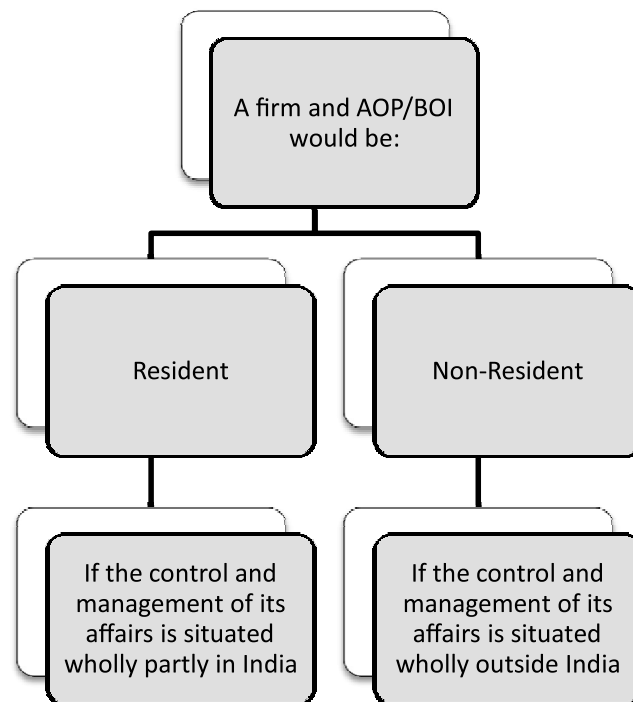 A firm and AOP/BOI
would be:
Resident
Non-Resident
If the control and
management of its
affairs is situated
wholly partly in India
If the control and
management of its
affairs is situated
wholly outside India